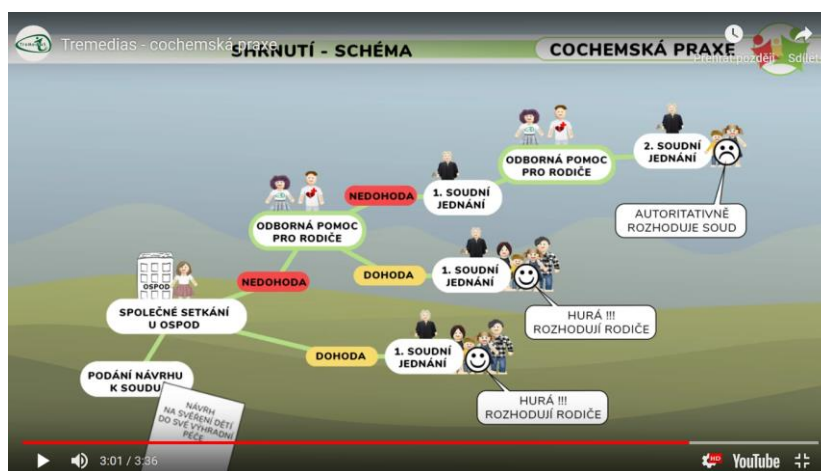 Tremedias - cochemská praxe
SHRNUTÍ - SCHÉMA
COCHEMSKÁ PRAXE
Přehrát později
Sdílet
2. SOUDNÍ
JEDNÁNÍ
ODBORNÁ POMOC
PRO RODIČE
NEDOHODA
1. SOUDNÍ
JEDNÁNÍ
AUTORITATIVNĚ
ROZHODUJE SOUD
ODBORNÁ POMOC
PRO RODIČE
DOHODA
1. SOUDNÍ
JEDNÁNÍ
OSPOD
NEDOHODA
HURÁ !!!
ROZHODUJÍ RODIČE
SPOLEČNÉ SETKÁNÍ
U OSPOD
DOHODA
1. SOUDNÍ
JEDNÁNÍ
PODÁNÍ NÁVRHU
K SOUDU
HURÁ !!!
ROZHODUJÍ RODIČE
NÁVRH
NA SVĚŘENÍ DĚTÍ
DO SVÉ VÝHRADNÍ
PÉČE
3:01 / 3:36
HD
YouTube